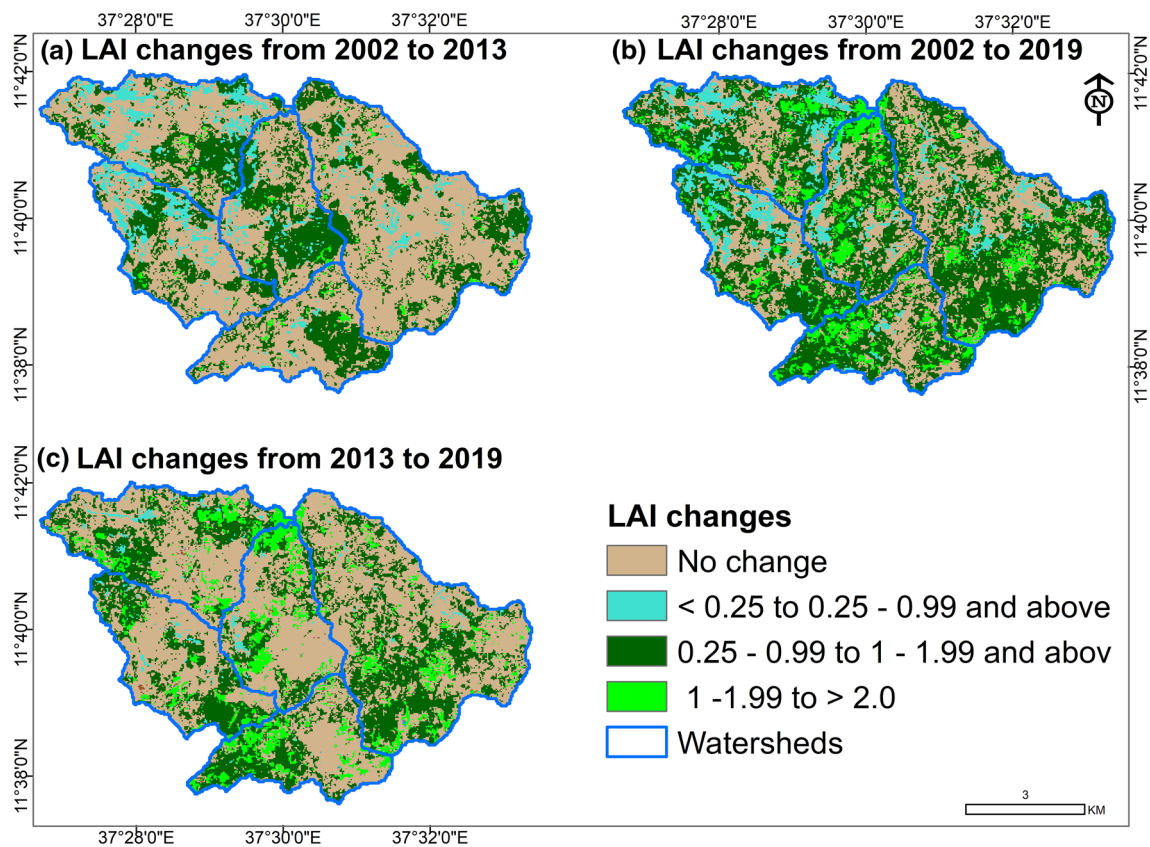 37°28'0"E 37°30'0"E 37°32'0"E 37°28'0"E 37°30'0"E 37°32'0"E
(a) LAI changes from 2002 to 2013
(b) LAI changes from 2002 to 2019
11°42'0"N
11°40'0"N
11°38'0"N
11°42'0"N
11°40'0"N
11°38'0"N
N
(c) LAI changes from 2013 to 2019
11°42'0"N
11°40'0"N
11°38'0"N
LAI changes
No change
< 0.25 to 0.25 - 0.99 and above
0.25 - 0.99 to 1 - 1.99 and abov
1 -1.99 to > 2.0
Watersheds
3
KM
37°28'0"E 37°30'0"E 37°32'0"E